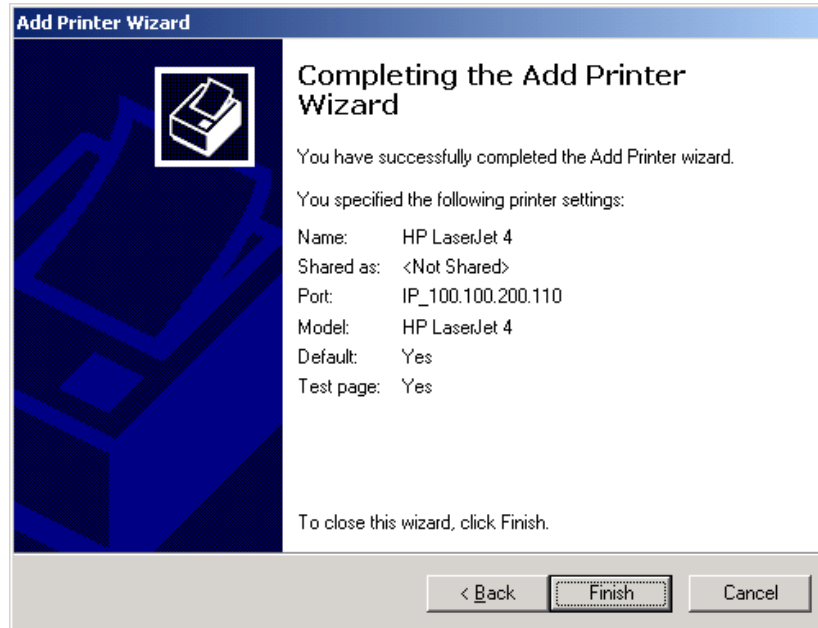 Add Printer Wizard
Completing the Add Printer
Wizard
You have successfully completed the Add Printer wizard.
You specified the following printer settings:
Name: HP LaserJet 4
Shared as: <Not Shared>
Port: IP_100.100.200.110
Model: HP LaserJet 4
Default: Yes
Test page: Yes
To close this wizard, click Finish.
< Back Finish Cancel